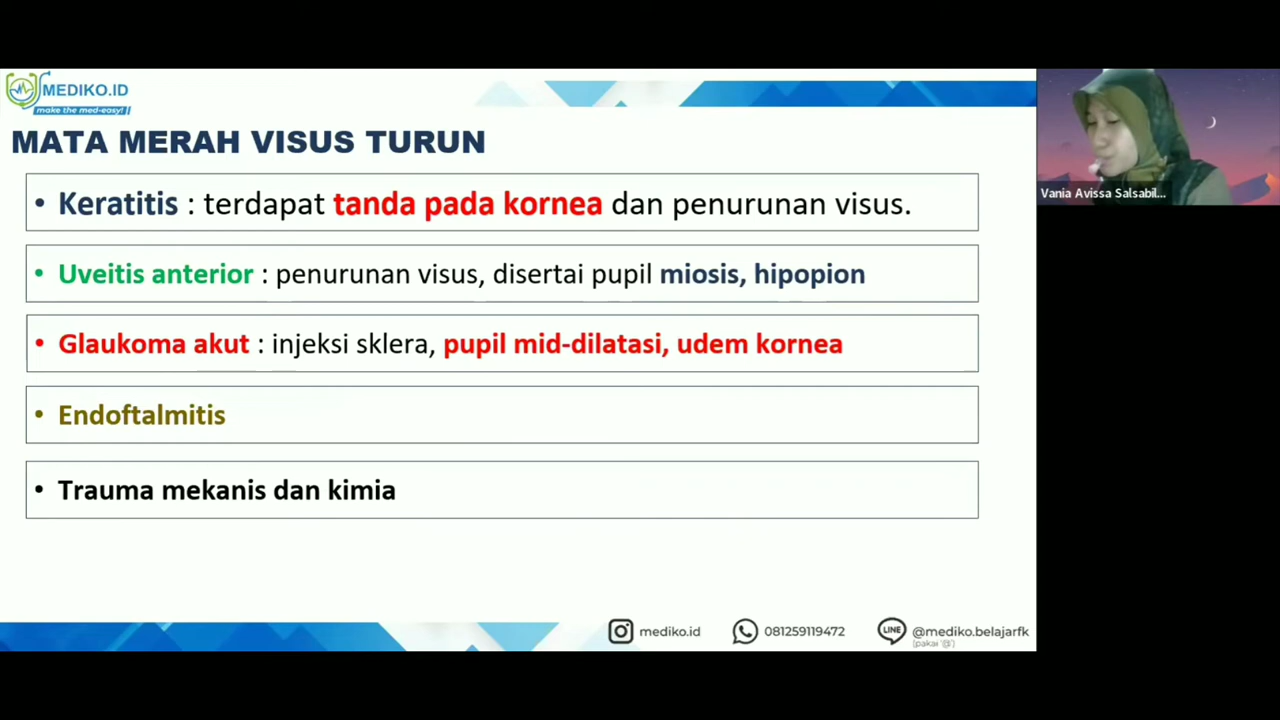 MEDIKO.ID
make the med-easy!
MATA MERAH VISUS TURUN
• Keratitis : terdapat tanda pada kornea dan penurunan visus.
• Uveitis anterior : penurunan visus, disertai pupil miosis, hipopion
• Glaukoma akut : injeksi sklera, pupil mid-dilatasi, udem kornea
• Endoftalmitis
• Trauma mekanis dan kimia
Vania Avissa Salsabil...
mediko.id
081259119472
LINE
@mediko.belajarfk
(pakai '@')